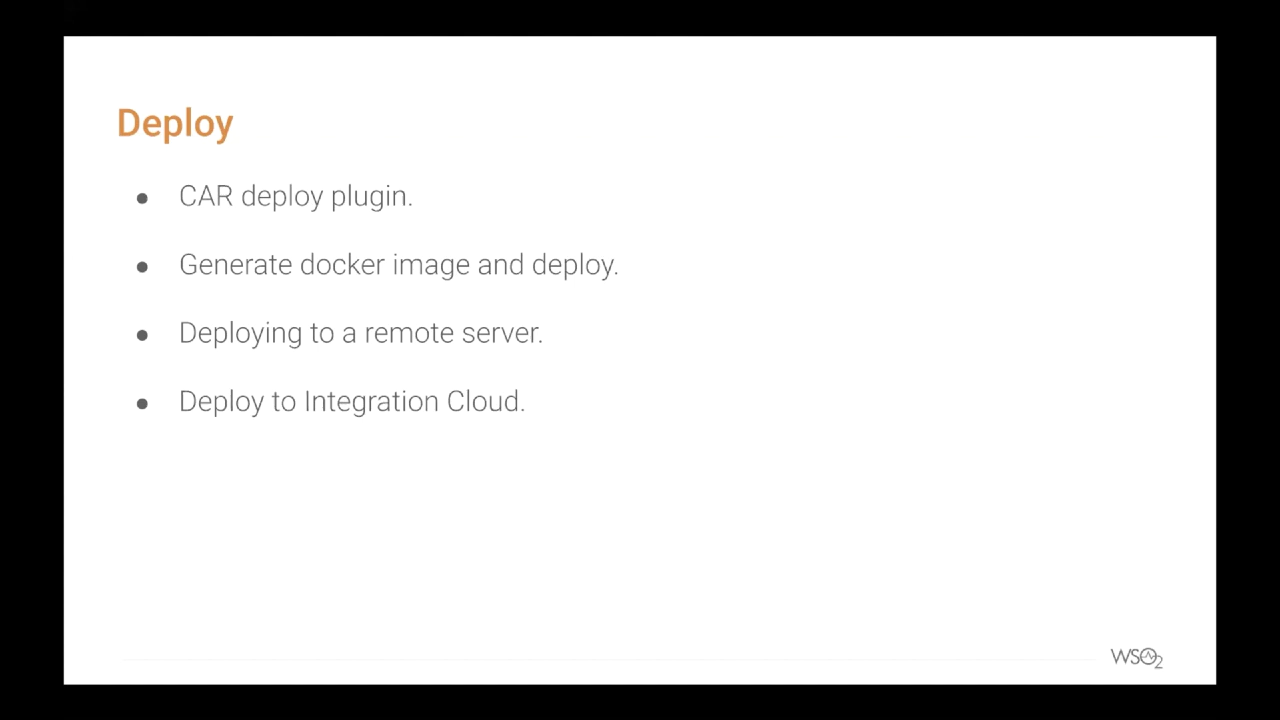 Deploy
● CAR deploy plugin.
● Generate docker image and deploy.
● Deploying to a remote server.
● Deploy to Integration Cloud.
WSO2